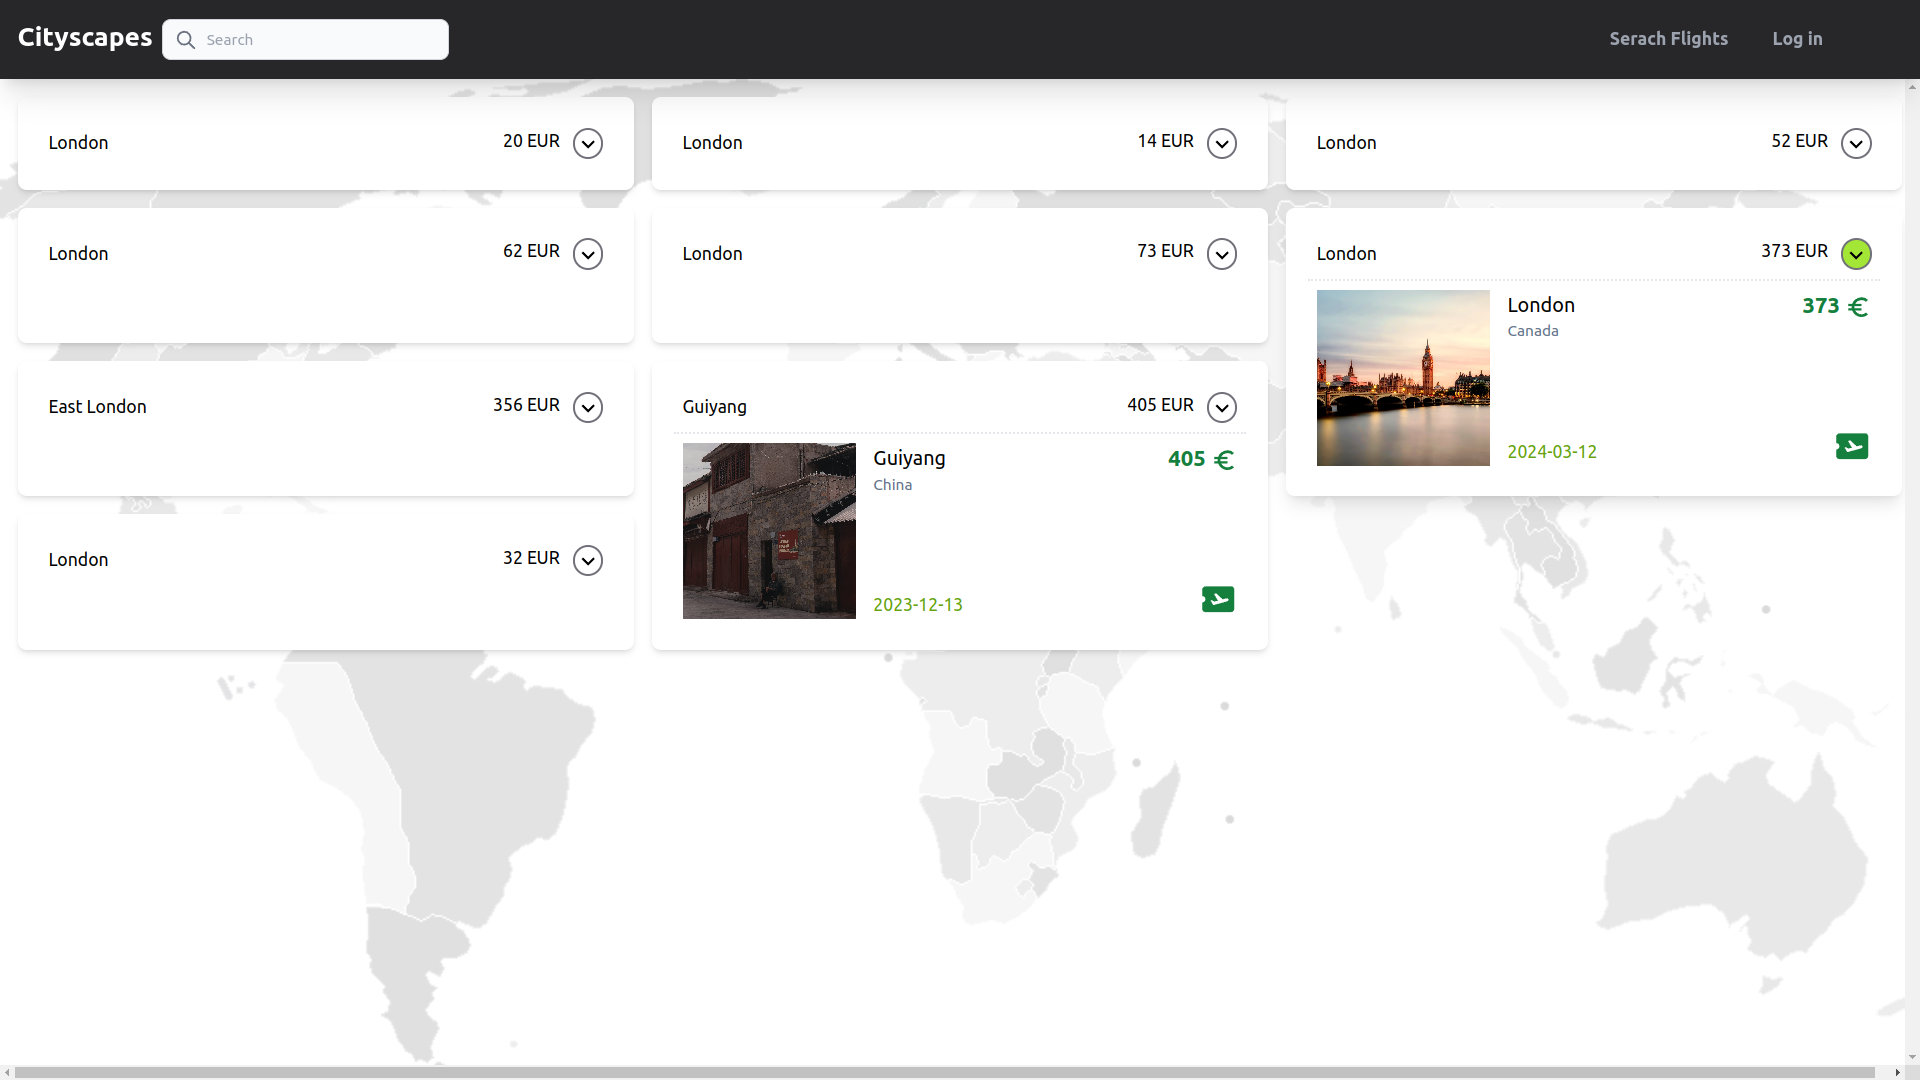 Cityscapes
Search
Serach Flights
Log in
London
20 EUR
London
14 EUR
London
52 EUR
London
62 EUR
London
73 EUR
London
373 EUR
London
373 €
Canada
2024-03-12
East London
356 EUR
Guiyang
405 EUR
Guiyang
405 €
China
2023-12-13
London
32 EUR